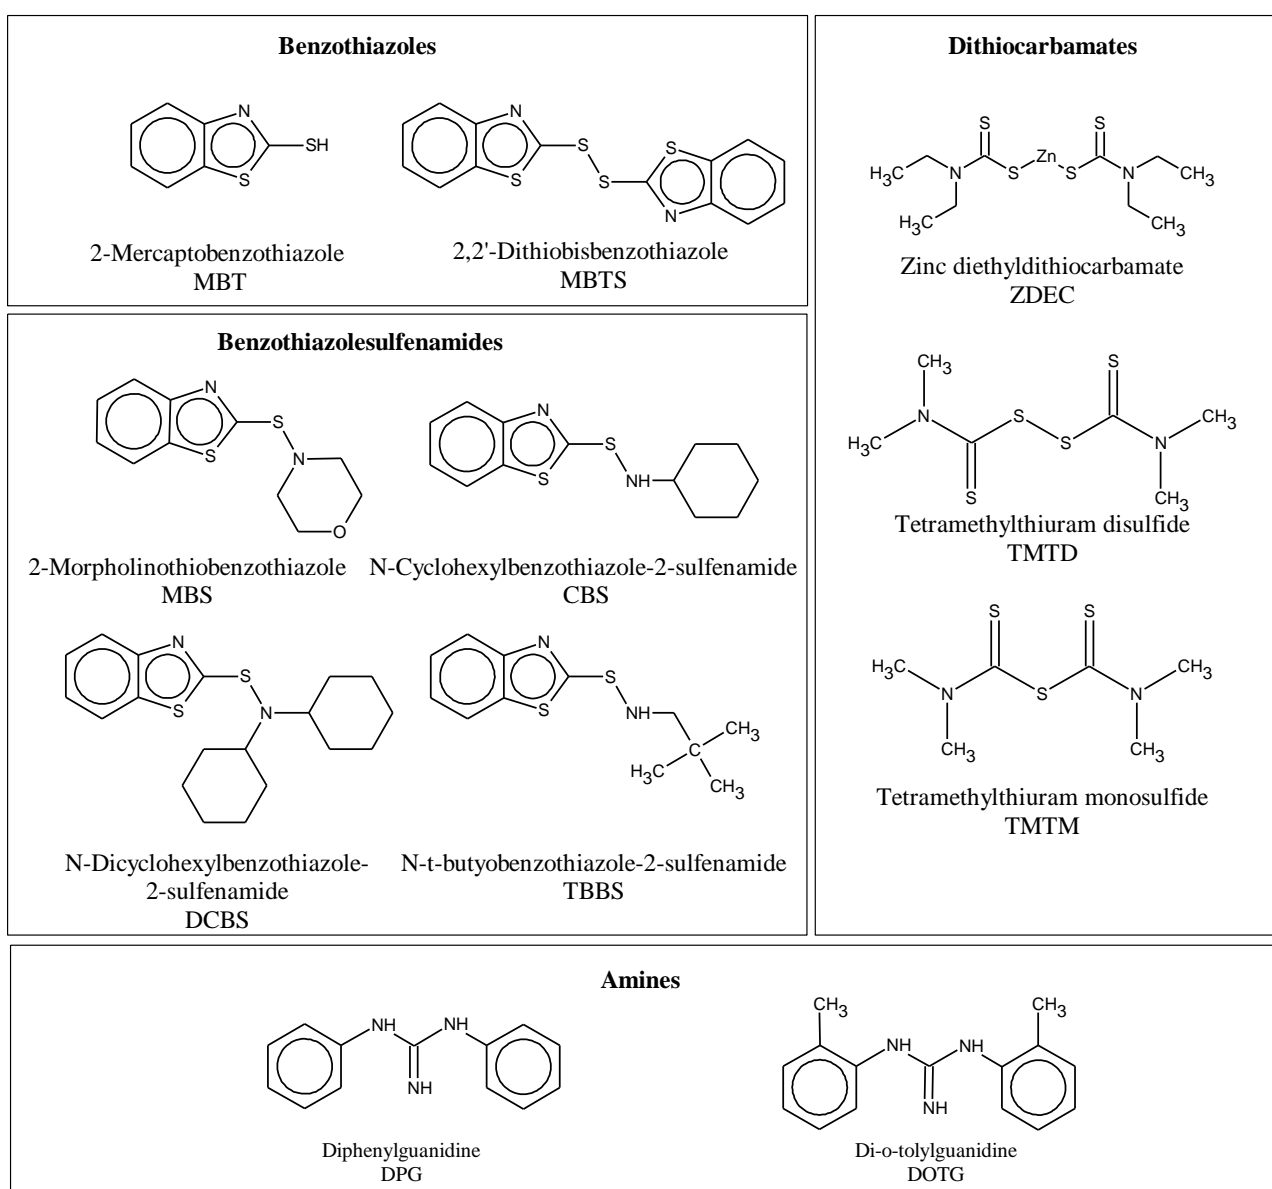 Benzothiazoles
N
SH
S
N
S
S
S
S
N
2-Mercaptobenzothiazole
MBT
2,2'-Dithiobisbenzothiazole
MBTS
Dithiocarbamates
S
S
Zn
S
S
H3C
N
N
CH3
H3C
CH3
Zinc diethyldithiocarbamate
ZDEC
CH3
S
N
S
CH3
H3C
S
N
S
CH3
Tetramethylthiuram disulfide
TMTD
S
S
H3C
CH3
N
S
N
CH3
CH3
Tetramethylthiuram monosulfide
TMTM
Benzothiazolesulfenamides
N
S
S
N
O
2-Morpholinothiobenzothiazole
MBS
N
S
S
NH
N-Cyclohexylbenzothiazole-2-sulfenamide
CBS
N
S
S
N
N-Dicyclohexylbenzothiazole-
2-sulfenamide
DCBS
N
S
S
NH
CH3
C
H3C
CH3
N-t-butyobenzothiazole-2-sulfenamide
TBBS
Amines
NH
NH
NH
Diphenylguanidine
DPG
CH3
CH3
NH
NH
NH
Di-o-tolylguanidine
DOTG